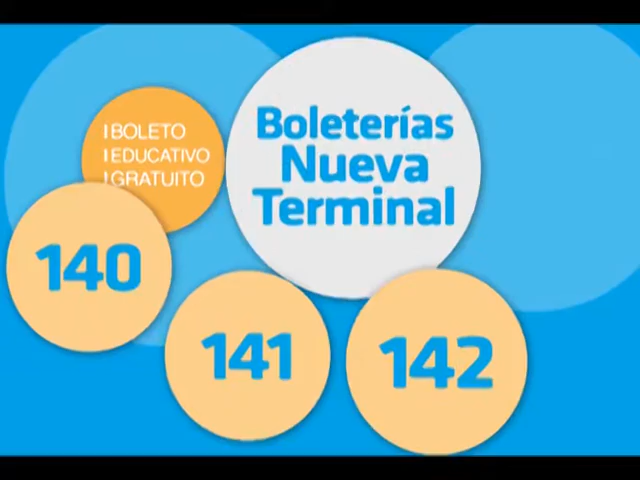 BOLETO
EDUCATIVO
GRATUITO
Boleterías
Nueva
Terminal
140
141
142